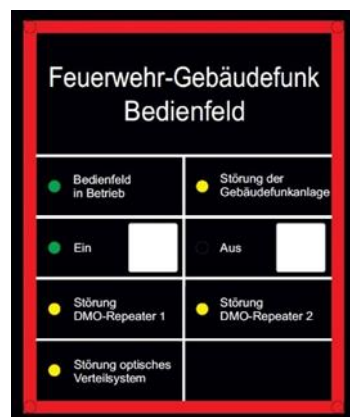 Feuerwehr-Gebäudefunk
Bedienfeld
Bedienfeld
in Betrieb
Störung der
Gebäudefunkanlage
Ein
Aus
Störung
DMO-Repeater 1
Störung
DMO-Repeater 2
Störung optisches
Verteilsystem